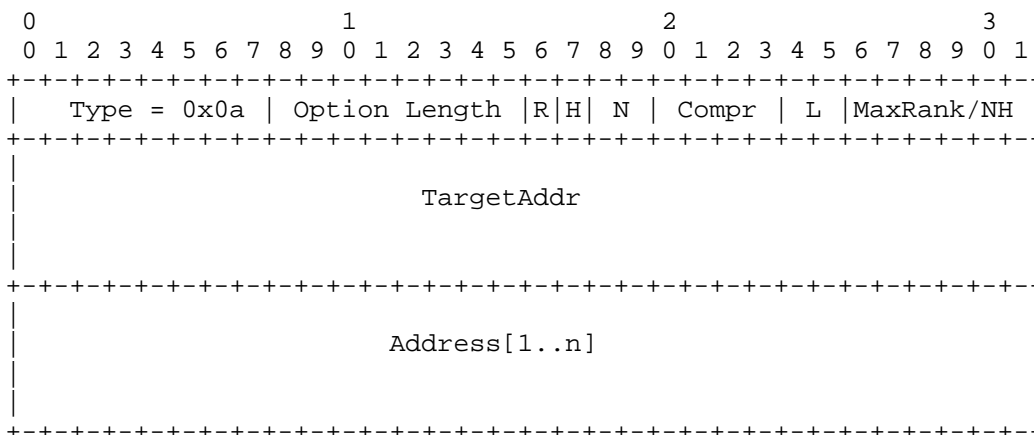 0                   1                   2                   3
 0 1 2 3 4 5 6 7 8 9 0 1 2 3 4 5 6 7 8 9 0 1 2 3 4 5 6 7 8 9 0 1
+-+-+-+-+-+-+-+-+-+-+-+-+-+-+-+-+-+-+-+-+-+-+-+-+-+-+-+-+-+-+-+-
|   Type = 0x0a | Option Length |R|H| N | Compr | L |MaxRank/NH
+-+-+-+-+-+-+-+-+-+-+-+-+-+-+-+-+-+-+-+-+-+-+-+-+-+-+-+-+-+-+-+-
|
|                         TargetAddr
|
|
+-+-+-+-+-+-+-+-+-+-+-+-+-+-+-+-+-+-+-+-+-+-+-+-+-+-+-+-+-+-+-+-
|
|                       Address[1..n]
|
|
+-+-+-+-+-+-+-+-+-+-+-+-+-+-+-+-+-+-+-+-+-+-+-+-+-+-+-+-+-+-+-+-